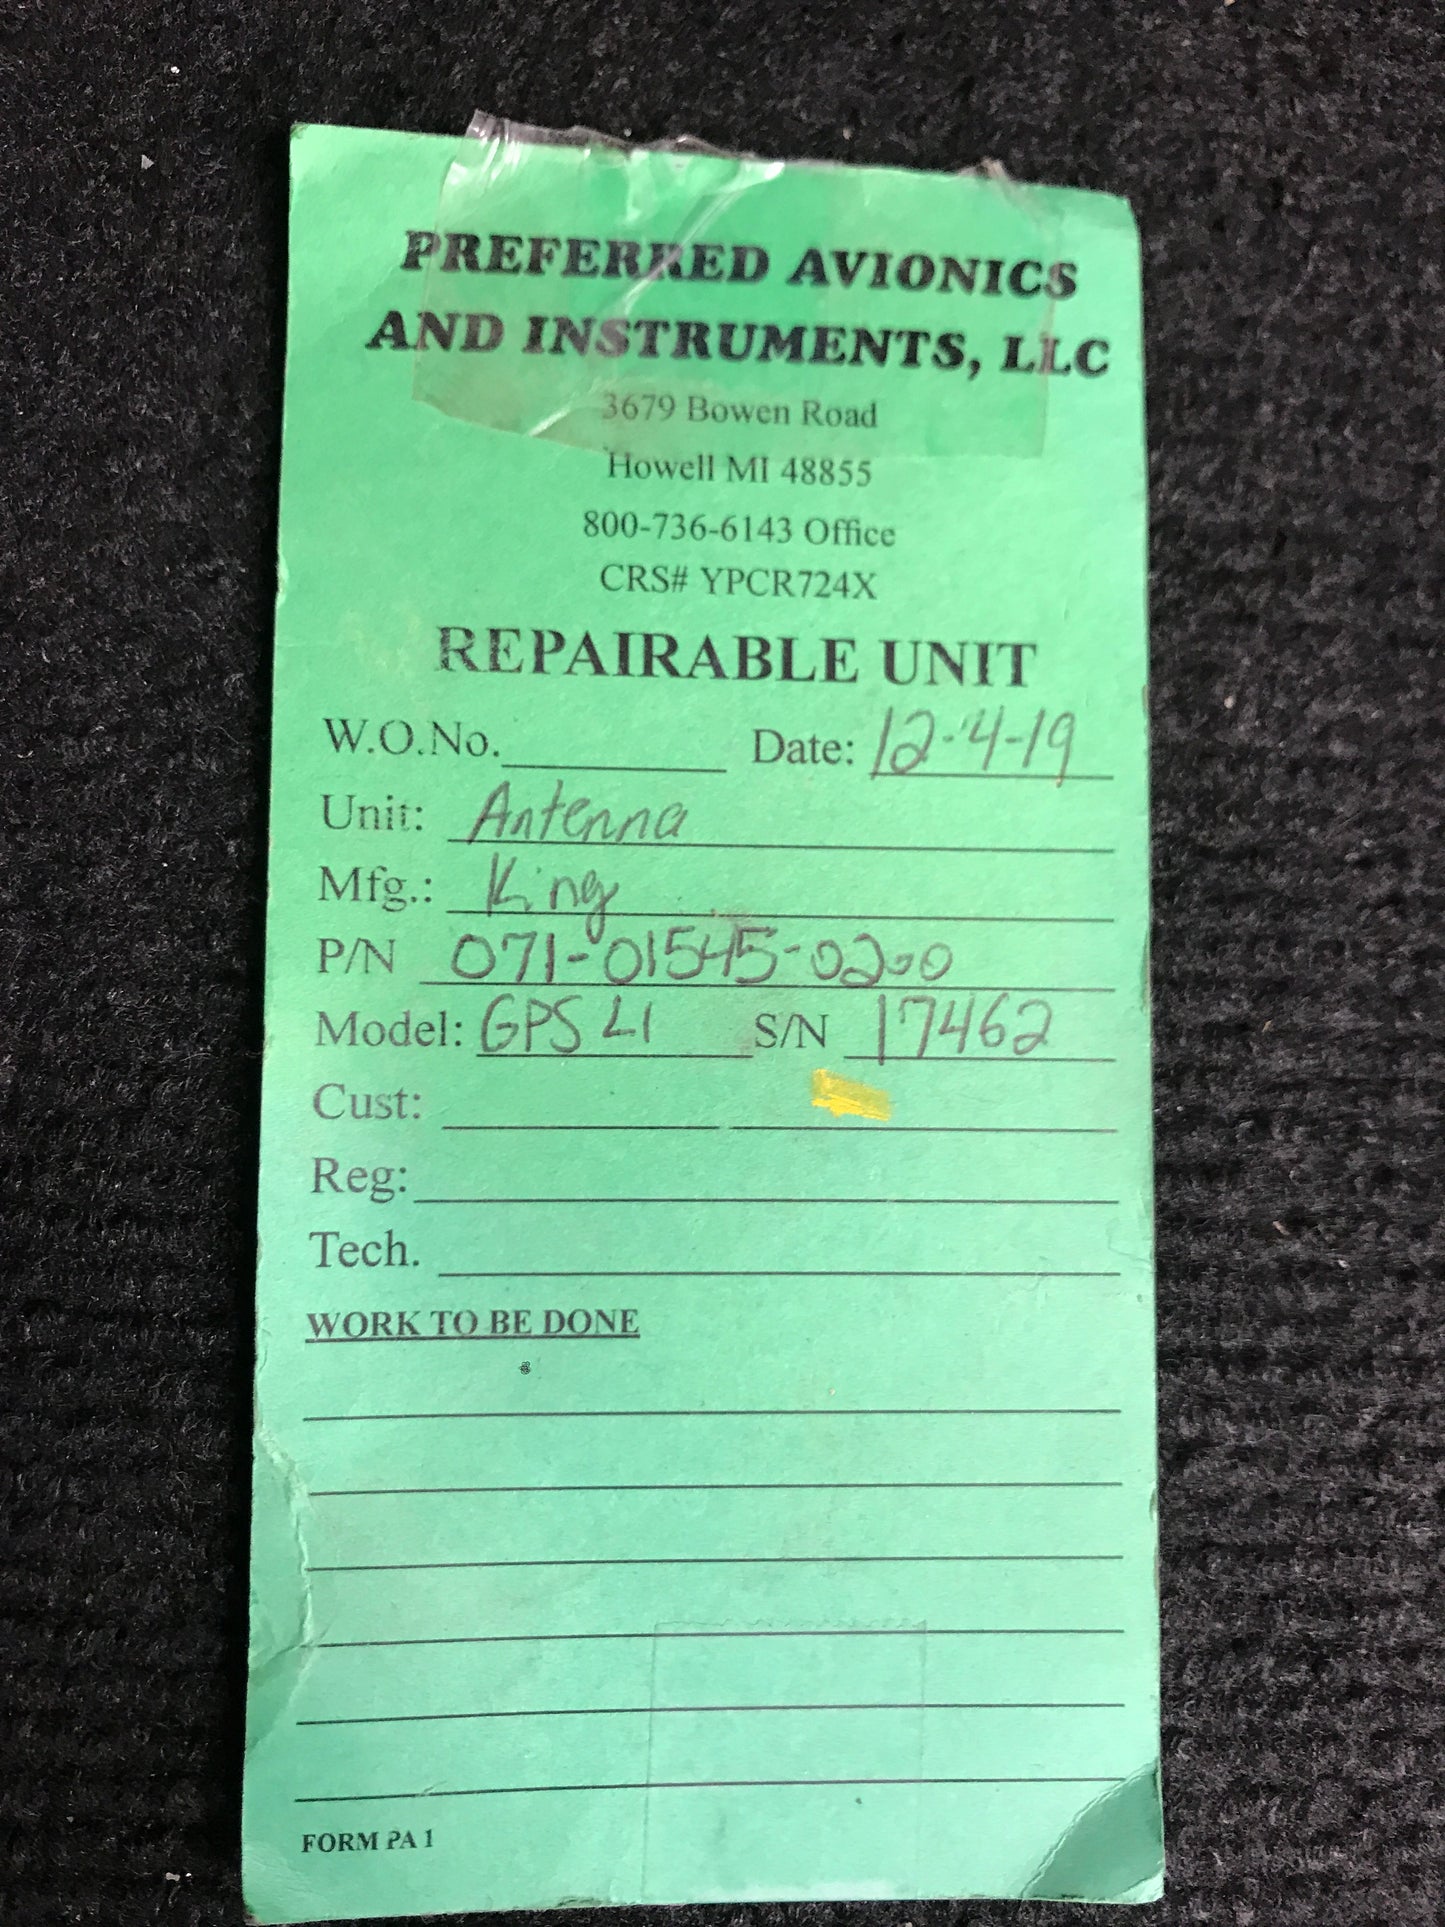 PREFERRED AVIONICS
AND INSTRUMENTS, LLC
3679 Bowen Road
Howell MI 48855
800-736-6143 Office
CRS# YPCR724X
REPAIRABLE UNIT
W.O.No. Date: 12-4-19
Unit: Antenna
Mfg.: King
P/N 071-01545-0200
Model: GPS L1 S/N 17462
Cust:
Reg:
Tech.
WORK TO BE DONE
FORM PA 1